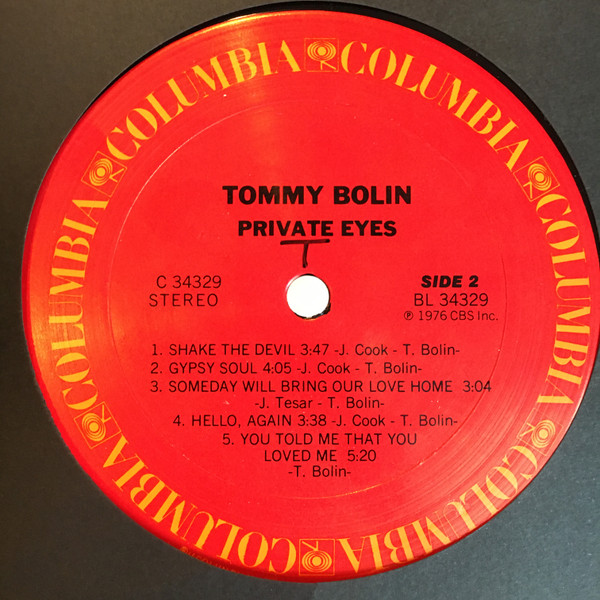 COLUMBIA COLUMBIA COLUMBIA COLUMBIA COLUMBIA COLUMBIA COLUMBIA COLUMBIA
TOMMY BOLIN
PRIVATE EYES
T
C 34329
STEREO
SIDE 2
BL 34329
℗ 1976 CBS Inc.
1. SHAKE THE DEVIL 3:47 -J. Cook - T. Bolin-
2. GYPSY SOUL 4:05 -J. Cook - T. Bolin-
3. SOMEDAY WILL BRING OUR LOVE HOME 3:04
-J. Tesar - T. Bolin-
4. HELLO, AGAIN 3:38 -J. Cook - T. Bolin-
5. YOU TOLD ME THAT YOU
LOVED ME 5:20
-T. Bolin-